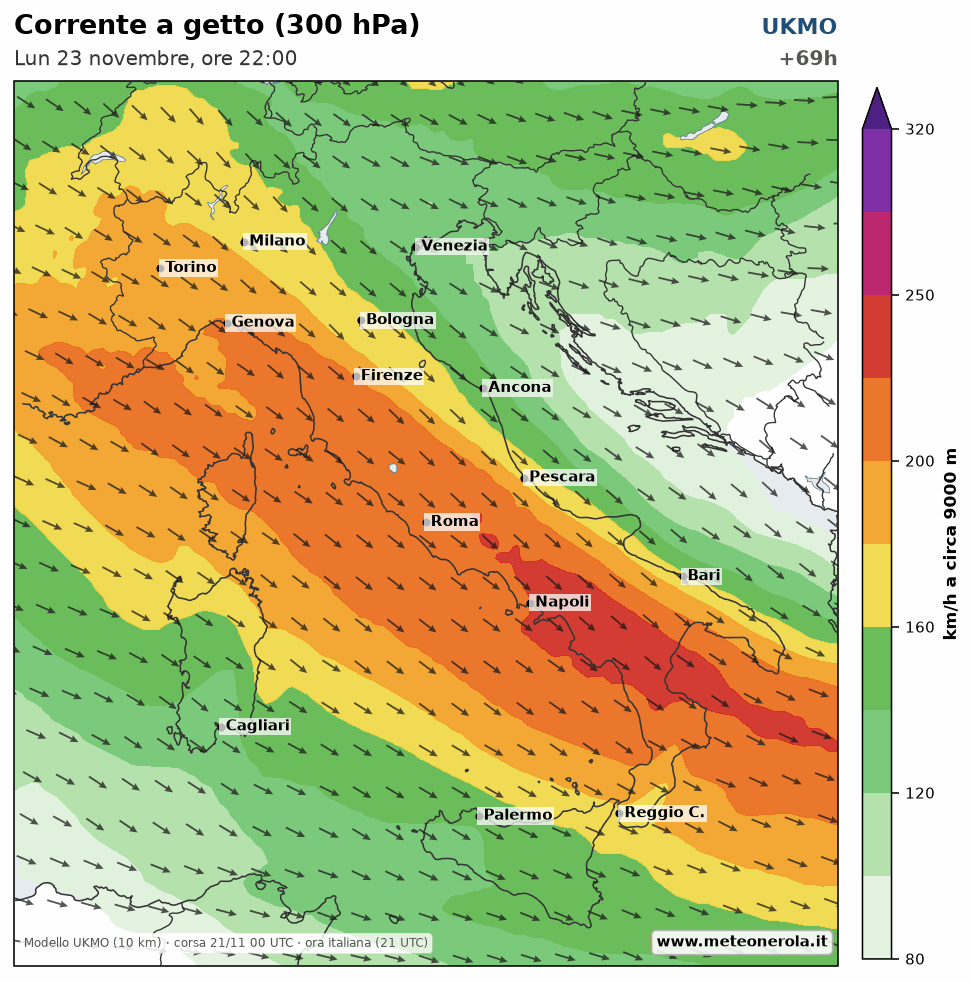 Corrente a getto (300 hPa)
UKMO
Lun 23 novembre, ore 22:00
+69h
Milano
Venezia
Torino
Genova
Bologna
Firenze
Ancona
Pescara
Roma
Bari
Napoli
Cagliari
Palermo
Reggio C.
Modello UKMO (10 km) · corsa 21/11 00 UTC · ora italiana (21 UTC)
www.meteonerola.it
320
250
200
160
120
80
km/h a circa 9000 m